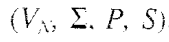 (V_N, Σ, P, S)